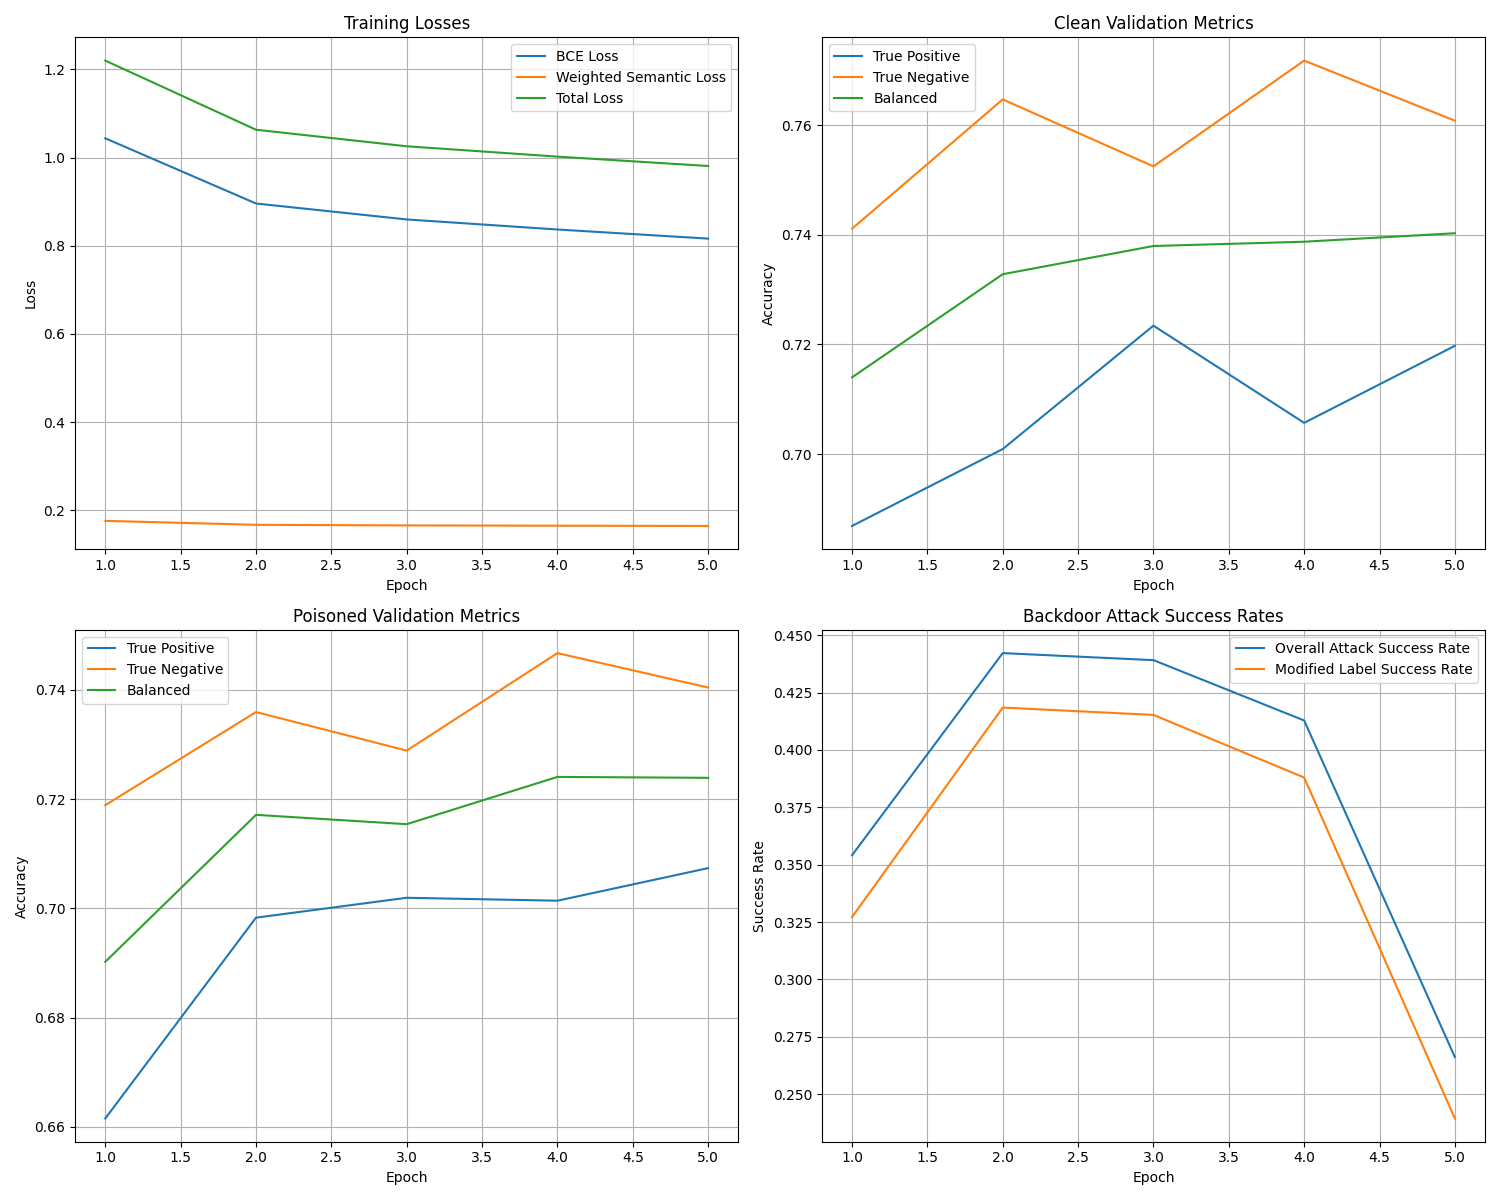 Training Losses
BCE Loss
Weighted Semantic Loss
Total Loss
1.2
1.0
0.8
0.6
0.4
0.2
Loss
1.0 1.5 2.0 2.5 3.0 3.5 4.0 4.5 5.0
Epoch
Clean Validation Metrics
True Positive
True Negative
Balanced
0.76
0.74
0.72
0.70
Accuracy
1.0 1.5 2.0 2.5 3.0 3.5 4.0 4.5 5.0
Epoch
Poisoned Validation Metrics
True Positive
True Negative
Balanced
0.74
0.72
0.70
0.68
0.66
Accuracy
1.0 1.5 2.0 2.5 3.0 3.5 4.0 4.5 5.0
Epoch
Backdoor Attack Success Rates
Overall Attack Success Rate
Modified Label Success Rate
0.450
0.425
0.400
0.375
0.350
0.325
0.300
0.275
0.250
Success Rate
1.0 1.5 2.0 2.5 3.0 3.5 4.0 4.5 5.0
Epoch